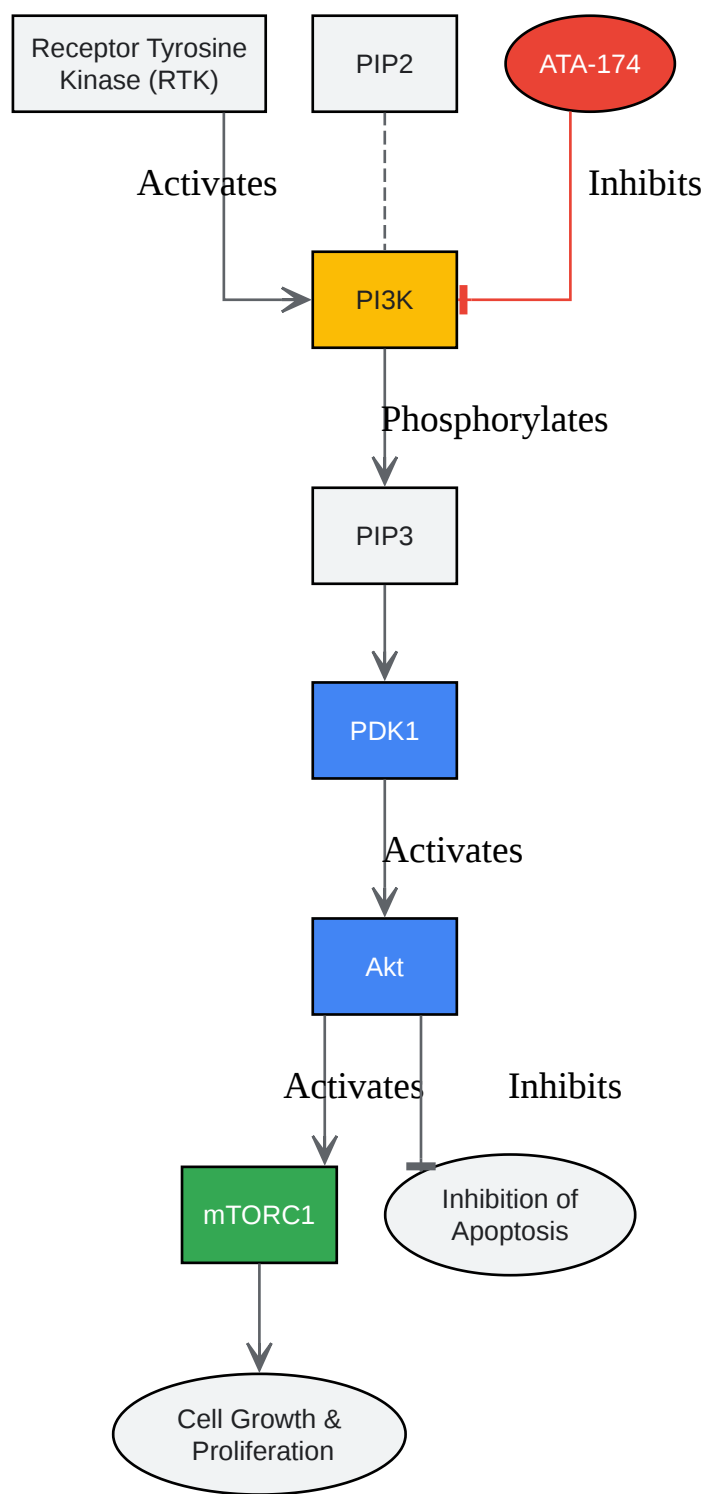 Receptor Tyrosine
Kinase (RTK)
PIP2
ATA-174
Activates
Inhibits
PI3K
Phosphorylates
PIP3
PDK1
Activates
Akt
Activates
Inhibits
mTORC1
Inhibition of
Apoptosis
Cell Growth &
Proliferation